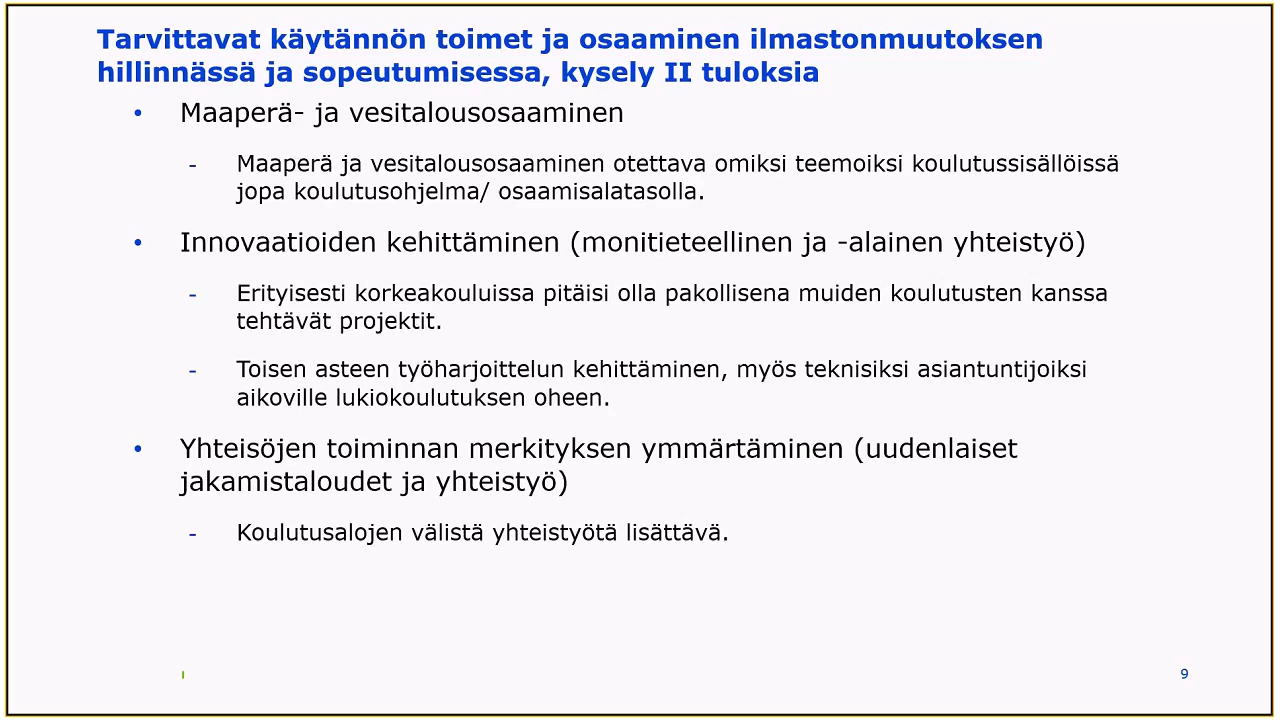 Tarvittavat käytännön toimet ja osaaminen ilmastonmuutoksen
hillinnässä ja sopeutumisessa, kysely II tuloksia
• Maaperä- ja vesitalousosaaminen
- Maaperä ja vesitalousosaaminen otettava omiksi teemoiksi koulutussisällöissä
jopa koulutusohjelma/ osaamisalatasolla.
• Innovaatioiden kehittäminen (monitieteellinen ja -alainen yhteistyö)
- Erityisesti korkeakouluissa pitäisi olla pakollisena muiden koulutusten kanssa
tehtävät projektit.
- Toisen asteen työharjoittelun kehittäminen, myös teknisiksi asiantuntijoiksi
aikoville lukiokoulutuksen oheen.
• Yhteisöjen toiminnan merkityksen ymmärtäminen (uudenlaiset
jakamistaloudet ja yhteistyö)
- Koulutusalojen välistä yhteistyötä lisättävä.
9